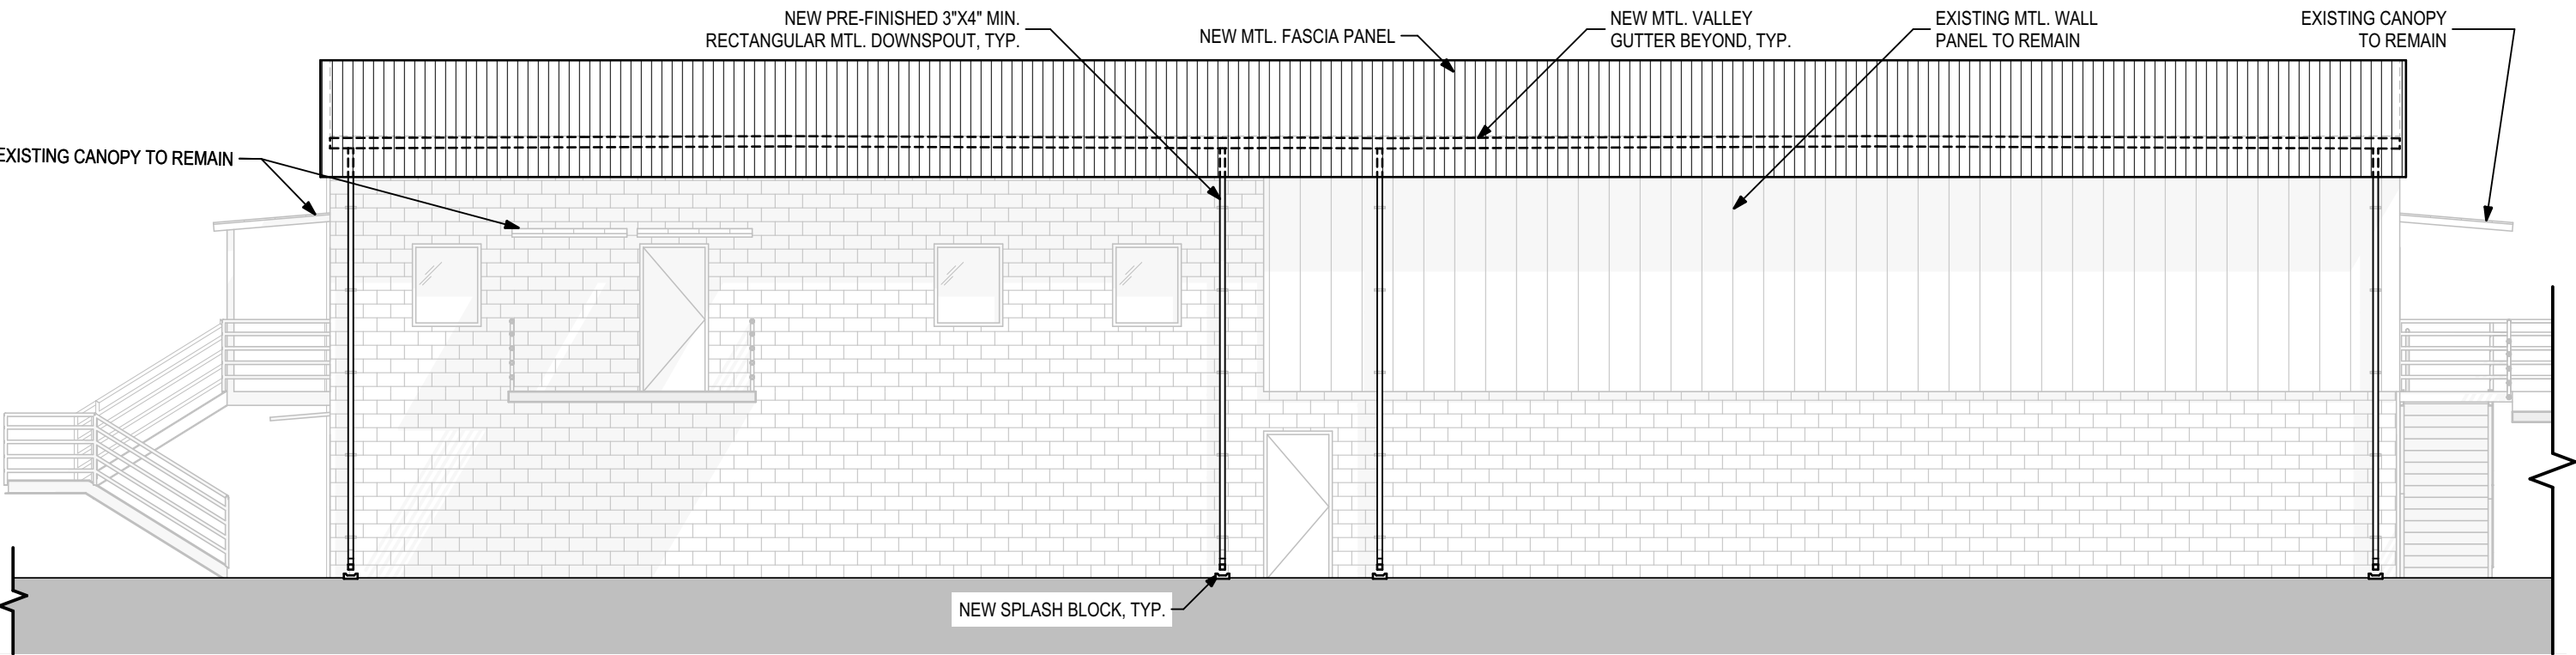 NEW PRE-FINISHED 3"X4" MIN.
RECTANGULAR MTL. DOWNSPOUT, TYP.
NEW MTL. FASCIA PANEL
NEW MTL. VALLEY
GUTTER BEYOND, TYP.
EXISTING MTL. WALL
PANEL TO REMAIN
EXISTING CANOPY
TO REMAIN
EXISTING CANOPY TO REMAIN
NEW SPLASH BLOCK, TYP.